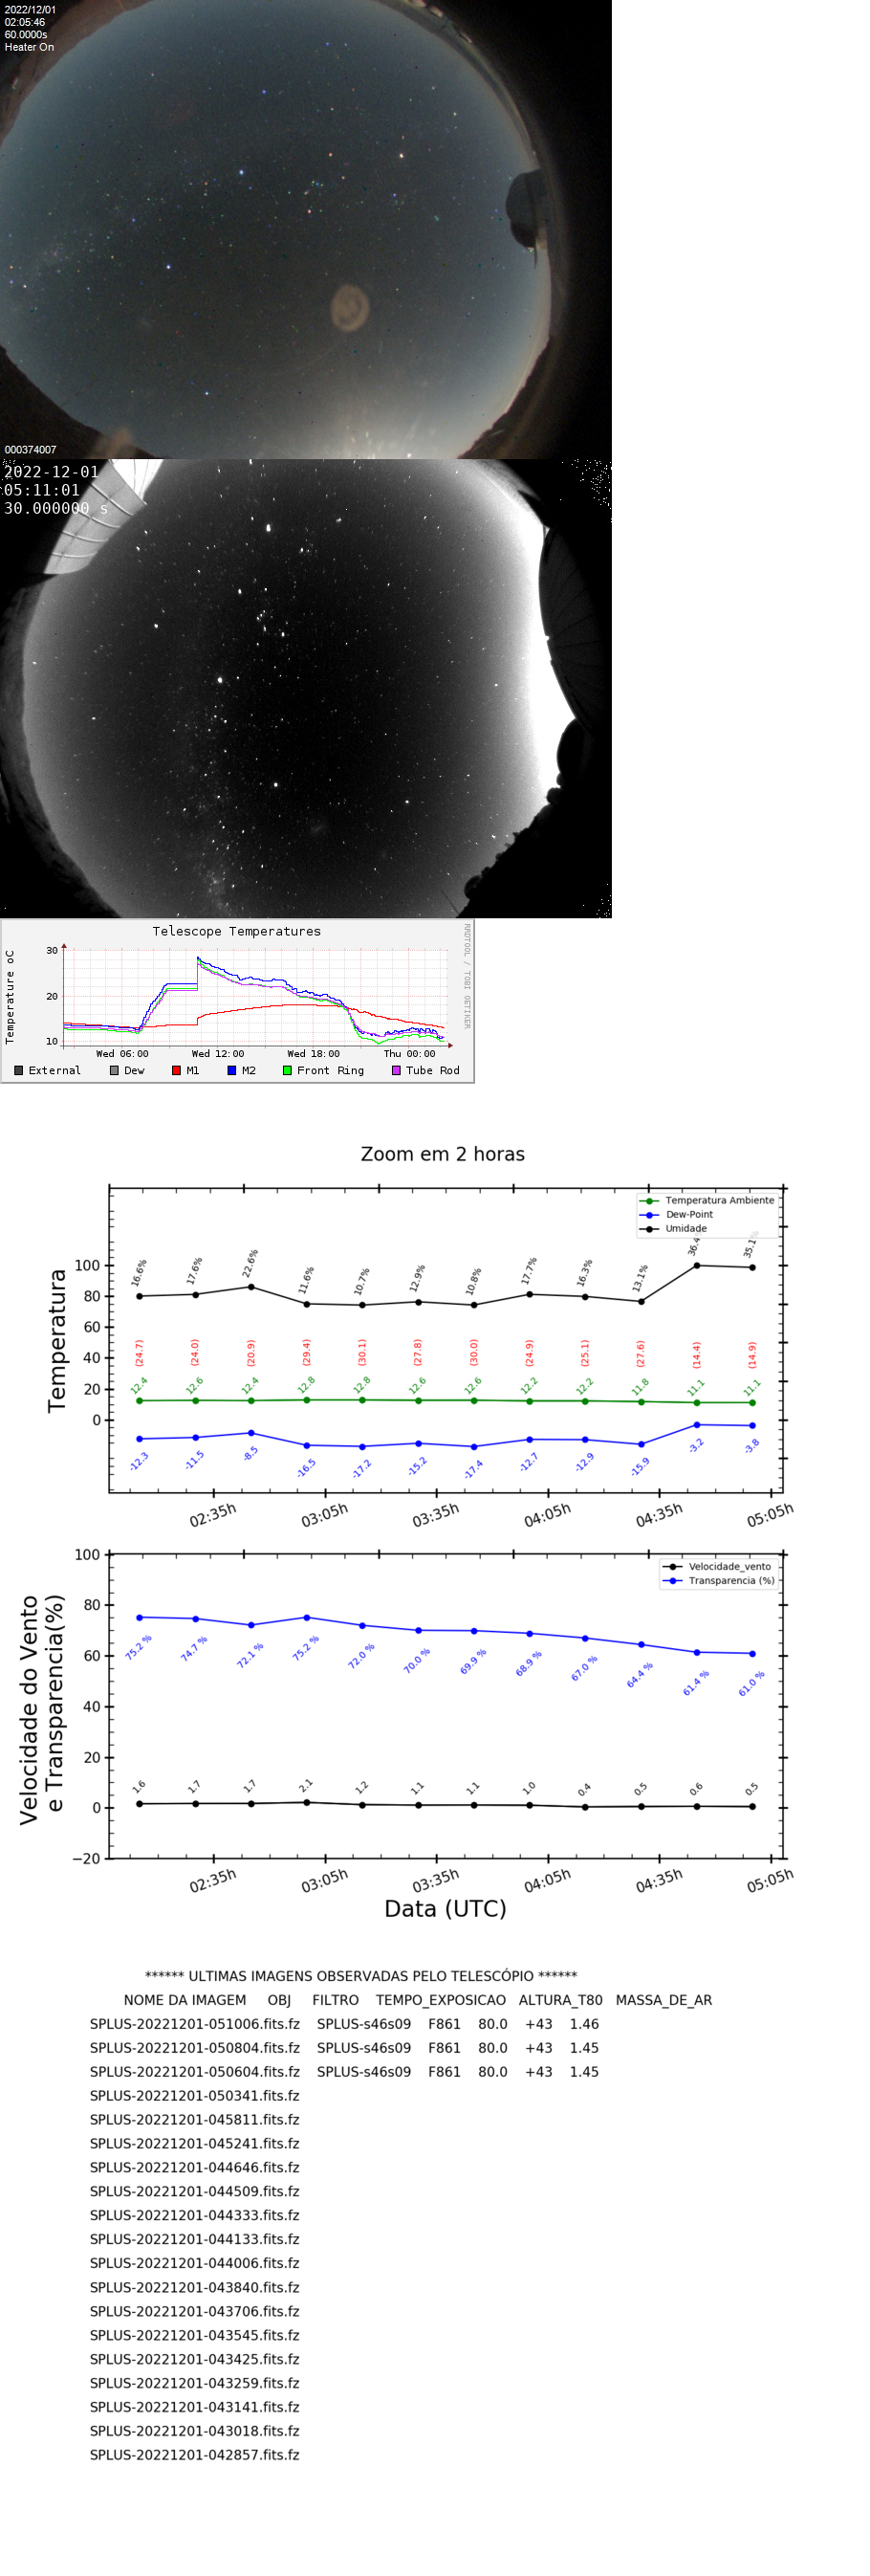 2022/12/01
02:05:46
60.0000s
Heater On
000374007
2022-12-01
05:11:01
30.000000 s
Telescope Temperatures
RRDTOOL / TOBI OETIKER
Temperature oC
30
20
10
Wed 06:00 Wed 12:00 Wed 18:00 Thu 00:00
External Dew M1 M2 Front Ring Tube Rod
Zoom em 2 horas
Temperatura Ambiente
Dew-Point
Umidade
Temperatura
100
80
60
40
20
0
16.6% 17.6% 22.6% 11.6% 10.7% 12.9% 10.8% 17.7% 16.3% 13.1% 36.4 35.1%
(24.7) (24.0) (20.9) (29.4) (30.1) (27.8) (30.0) (24.9) (25.1) (27.6) (14.4) (14.9)
12.4 12.6 12.4 12.8 12.8 12.6 12.6 12.2 12.2 11.8 11.1 11.1
-12.3 -11.5 -8.5 -16.5 -17.2 -15.2 -17.4 -12.7 -12.9 -15.9 -3.2 -3.8
02:35h 03:05h 03:35h 04:05h 04:35h 05:05h
Velocidade_vento
Transparencia (%)
Velocidade do Vento
e Transparencia(%)
100
80
60
40
20
0
−20
75.2 % 74.7 % 72.1 % 75.2 % 72.0 % 70.0 % 69.9 % 68.9 % 67.0 % 64.4 % 61.4 % 61.0 %
1.6 1.7 1.7 2.1 1.2 1.1 1.1 1.0 0.4 0.5 0.6 0.5
02:35h 03:05h 03:35h 04:05h 04:35h 05:05h
Data (UTC)
****** ULTIMAS IMAGENS OBSERVADAS PELO TELESCÓPIO ******
NOME DA IMAGEM OBJ FILTRO TEMPO_EXPOSICAO ALTURA_T80 MASSA_DE_AR
SPLUS-20221201-051006.fits.fz SPLUS-s46s09 F861 80.0 +43 1.46
SPLUS-20221201-050804.fits.fz SPLUS-s46s09 F861 80.0 +43 1.45
SPLUS-20221201-050604.fits.fz SPLUS-s46s09 F861 80.0 +43 1.45
SPLUS-20221201-050341.fits.fz
SPLUS-20221201-045811.fits.fz
SPLUS-20221201-045241.fits.fz
SPLUS-20221201-044646.fits.fz
SPLUS-20221201-044509.fits.fz
SPLUS-20221201-044333.fits.fz
SPLUS-20221201-044133.fits.fz
SPLUS-20221201-044006.fits.fz
SPLUS-20221201-043840.fits.fz
SPLUS-20221201-043706.fits.fz
SPLUS-20221201-043545.fits.fz
SPLUS-20221201-043425.fits.fz
SPLUS-20221201-043259.fits.fz
SPLUS-20221201-043141.fits.fz
SPLUS-20221201-043018.fits.fz
SPLUS-20221201-042857.fits.fz